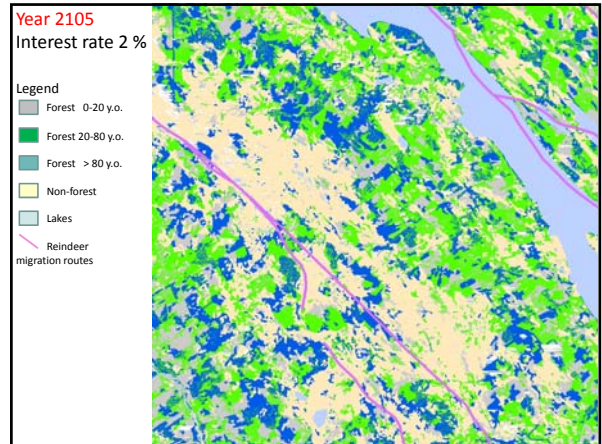 Year 2105
Interest rate 2 %
Legend
Forest 0-20 y.o.
Forest 20-80 y.o.
Forest > 80 y.o.
Non-forest
Lakes
Reindeer
migration routes